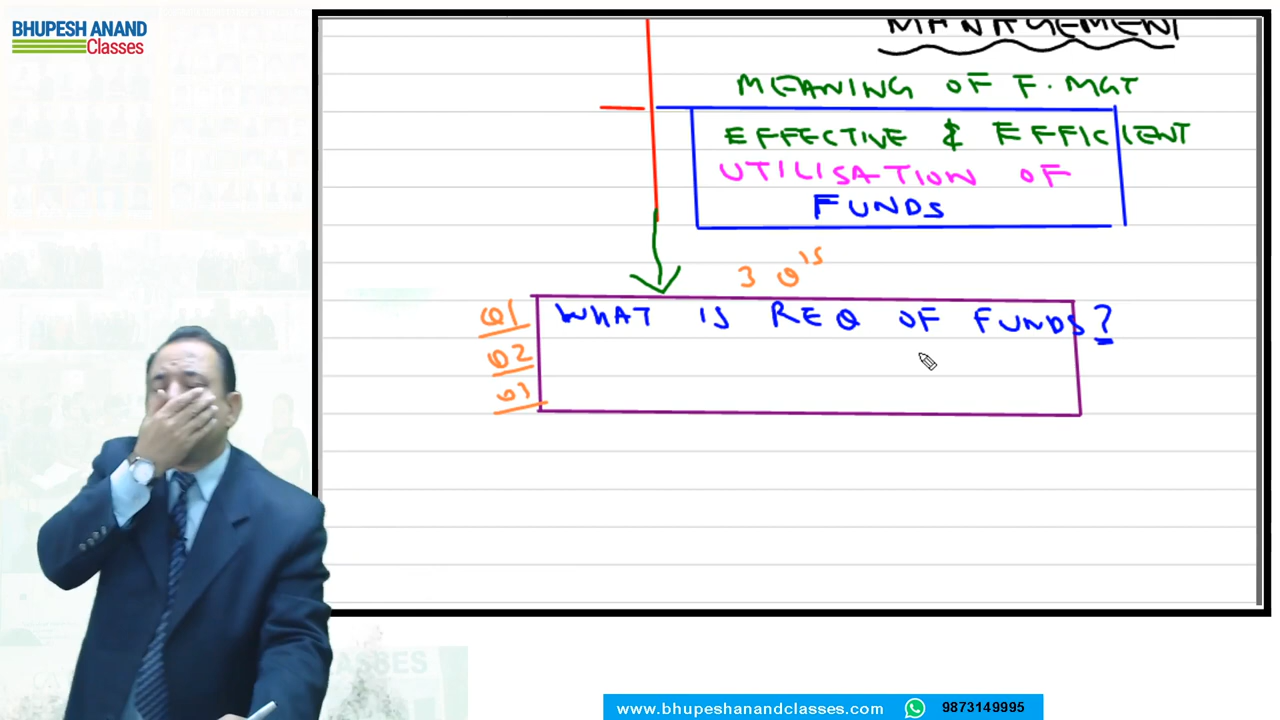 BHUPESH ANAND
Classes
MANAGEMENT
MEANING OF F. MGT
EFFECTIVE & EFFICIENT
UTILISATION OF
FUNDS
3 Q'S
Q1 WHAT IS REQ OF FUNDS ?
Q2
Q3
www.bhupeshanandclasses.com 9873149995